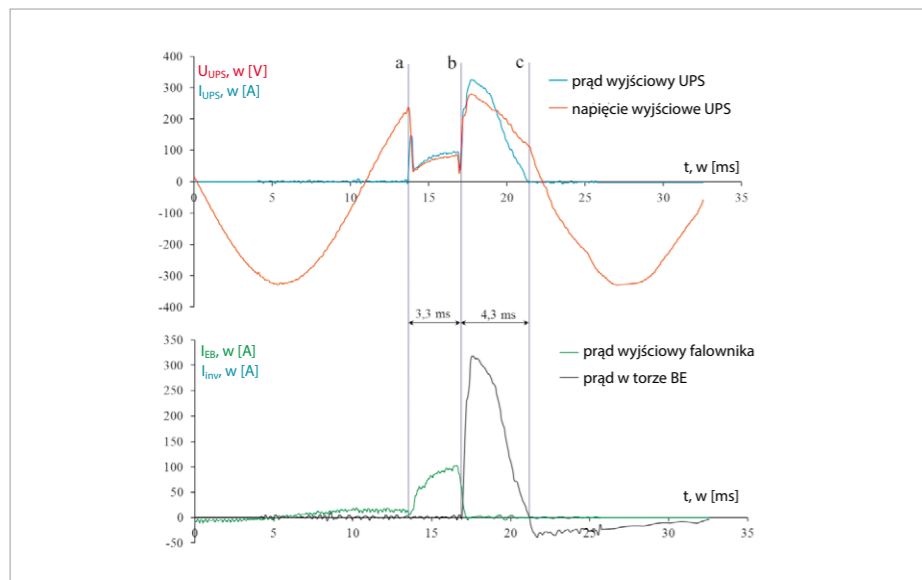 400
300
200
100
0
-100
-200
-300
-400
U_UPS, w [V]
I_UPS, w [A]
a b c
prąd wyjściowy UPS
napięcie wyjściowe UPS
t, w [ms]
0 5 10 15 20 25 30 35
3,3 ms 4,3 ms
350
300
250
200
150
100
50
0
-50
I_EB, w [A]
I_inv, w [A]
prąd wyjściowy falownika
prąd w torze BE
t, w [ms]
0 5 10 15 20 25 30 35